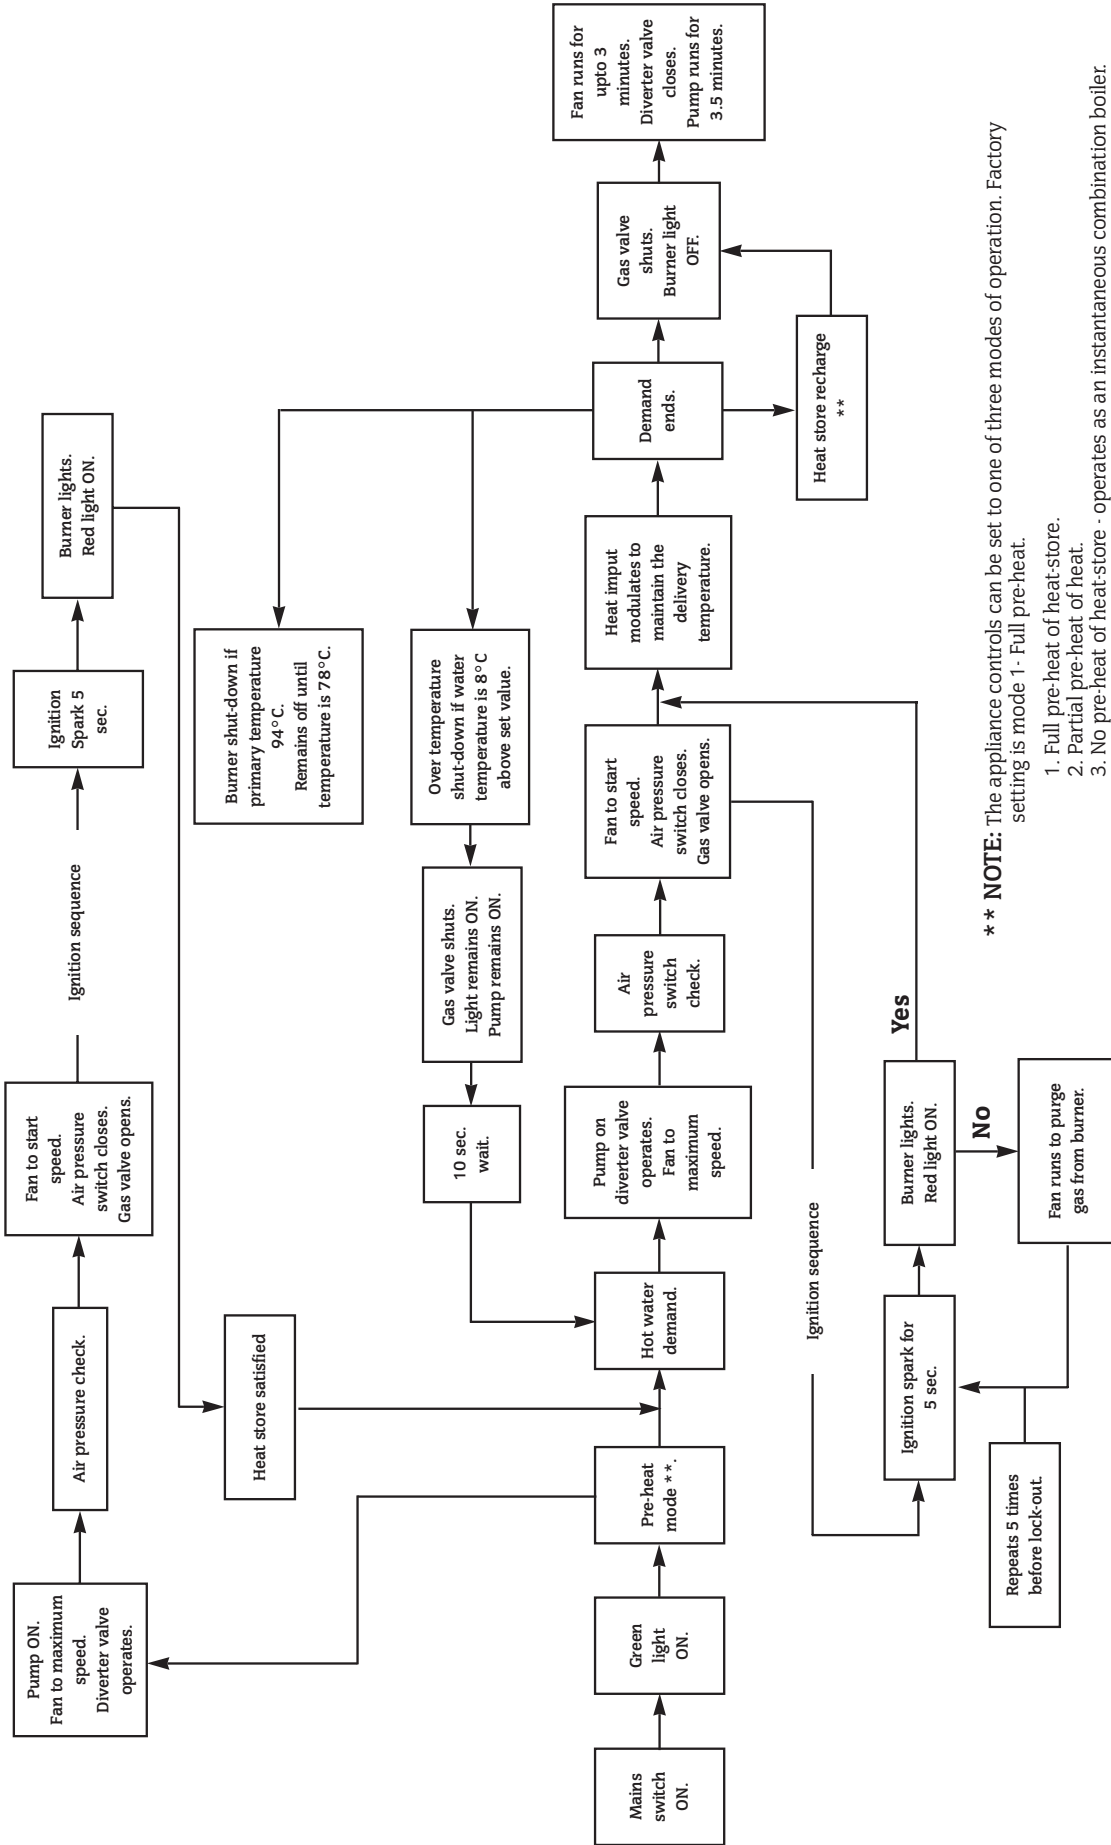 Pump ON.
Fan to maximum
speed.
Diverter valve
operates.
Air pressure check.
Fan to start
speed.
Air pressure
switch closes.
Gas valve opens.
Ignition sequence
Ignition
Spark 5
sec.
Burner lights.
Red light ON.
Heat store satisfied
Burner shut-down if
primary temperature
94°C.
Remains off until
temperature is 78°C.
10 sec.
wait.
Gas valve shuts.
Light remains ON.
Pump remains ON.
Over temperature
shut-down if water
temperature is 8°C
above set value.
Mains
switch
ON.
Green
light
ON.
Pre-heat
mode **.
Hot water
demand.
Pump on
diverter valve
operates. Fan to
maximum
speed.
Air
pressure
switch
check.
Fan to start
speed.
Air pressure
switch closes.
Gas valve opens.
Heat imput
modulates to
maintain the
delivery
temperature.
Demand
ends.
Gas valve
shuts.
Burner light
OFF.
Fan runs for
upto 3
minutes.
Diverter valve
closes.
Pump runs for
3.5 minutes.
Heat store recharge
**
Ignition sequence
Ignition spark for
5 sec.
Burner lights.
Red light ON.
Yes
No
Repeats 5 times
before lock-out.
Fan runs to purge
gas from burner.
** NOTE: The appliance controls can be set to one of three modes of operation. Factory
setting is mode 1- Full pre-heat.
1. Full pre-heat of heat-store.
2. Partial pre-heat of heat.
3. No pre-heat of heat-store - operates as an instantaneous combination boiler.